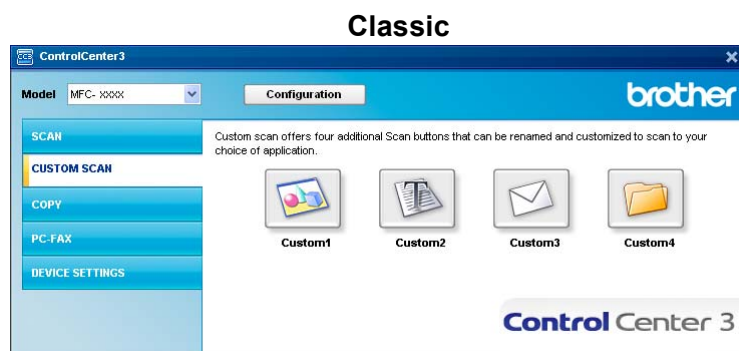 Classic
ControlCenter3
Model MFC- XXXX Configuration brother
SCAN
CUSTOM SCAN
COPY
PC-FAX
DEVICE SETTINGS
Custom scan offers four additional Scan buttons that can be renamed and customized to scan to your
choice of application.
Custom1 Custom2 Custom3 Custom4
Control Center 3